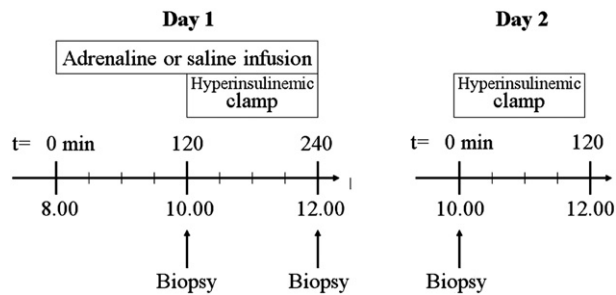 Day 1
Day 2
Adrenaline or saline infusion
Hyperinsulinemic
clamp
Hyperinsulinemic
clamp
t= 0 min 120 240
0 min 120
8.00 10.00 12.00
10.00 12.00
Biopsy Biopsy
Biopsy